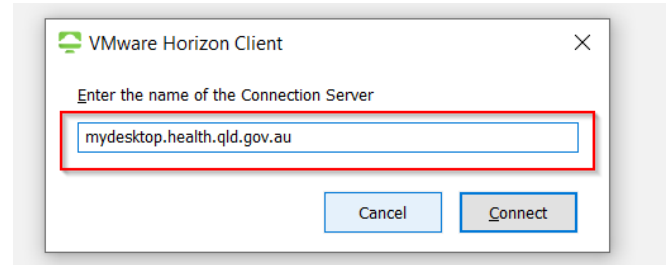 VMware Horizon Client
Enter the name of the Connection Server
mydesktop.health.qld.gov.au
Cancel
Connect